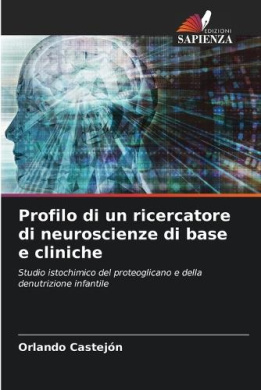 EDIZIONI
SAPIENZA
Profilo di un ricercatore
di neuroscienze di base
e cliniche
Studio istochimico del proteoglicano e della
denutrizione infantile
Orlando Castejón